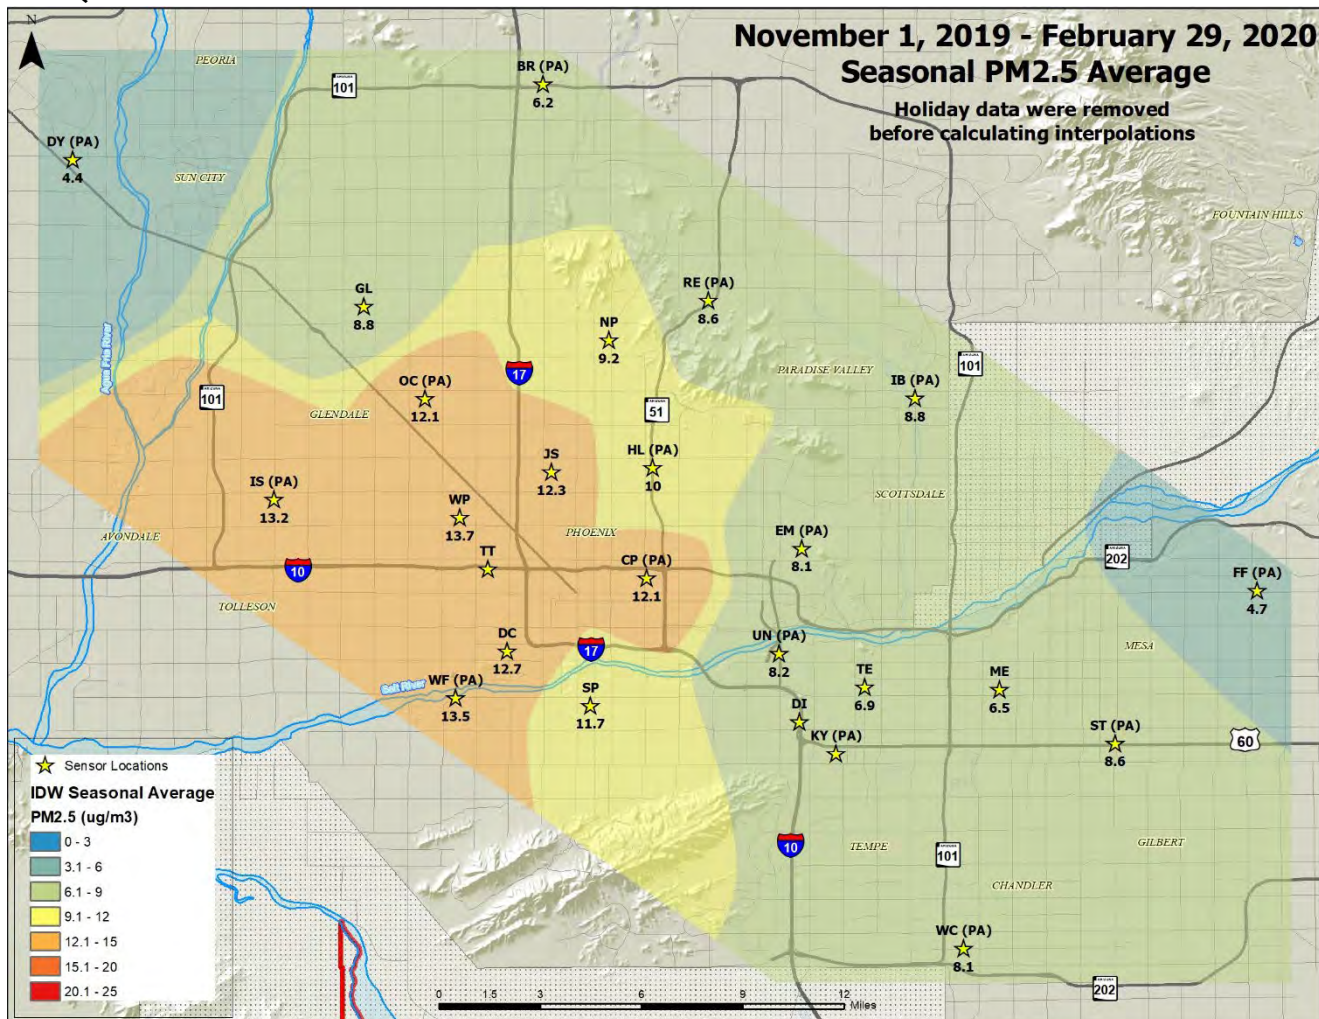 N
November 1, 2019 - February 29, 2020
Seasonal PM2.5 Average
Holiday data were removed
before calculating interpolations
PEORIA
BR (PA)
6.2
101
DY (PA)
4.4
SUN CITY
FOUNTAIN HILLS
GL
8.8
RE (PA)
8.6
NP
9.2
Agua Fria River
17
PARADISE VALLEY
101
OC (PA)
12.1
IB (PA)
8.8
101
GLENDALE
51
JS
12.3
HL (PA)
10
IS (PA)
13.2
WP
13.7
SCOTTSDALE
AVONDALE
PHOENIX
EM (PA)
8.1
TT
CP (PA)
12.1
202
10
FF (PA)
4.7
TOLLESON
DC
12.7
17
UN (PA)
8.2
MESA
WF (PA)
13.5
Salt River
SP
11.7
TE
6.9
ME
6.5
DI
KY (PA)
ST (PA)
8.6
60
Sensor Locations
IDW Seasonal Average
PM2.5 (ug/m3)
0 - 3
3.1 - 6
6.1 - 9
9.1 - 12
12.1 - 15
15.1 - 20
20.1 - 25
10
TEMPE
101
GILBERT
CHANDLER
WC (PA)
8.1
202
0 1.5 3 6 9 12
Miles